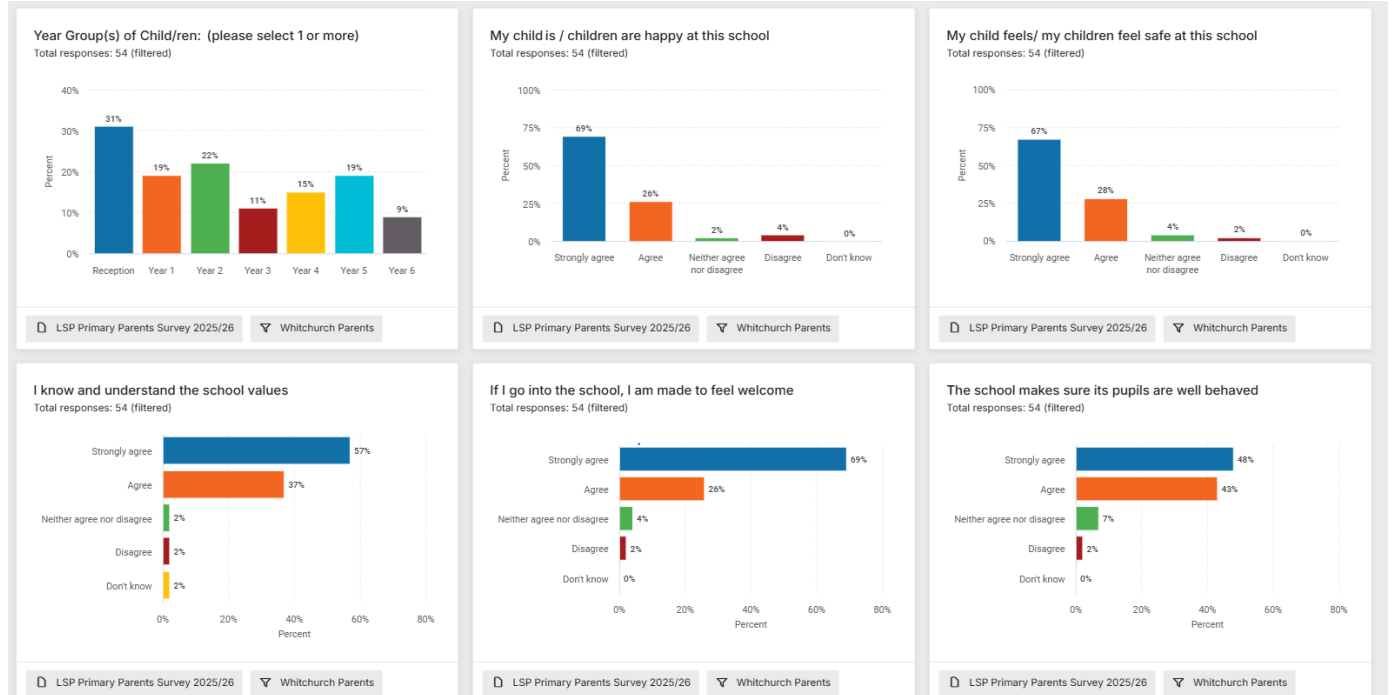 Year Group(s) of Child/ren: (please select 1 or more)
Total responses: 54 (filtered)
40%
30%
20%
10%
0%
Percent
31%
19%
22%
11%
15%
19%
9%
Reception Year 1 Year 2 Year 3 Year 4 Year 5 Year 6
LSP Primary Parents Survey 2025/26 Whitchurch Parents
My child is / children are happy at this school
Total responses: 54 (filtered)
100%
75%
50%
25%
0%
Percent
69%
26%
2%
4%
0%
Strongly agree Agree Neither agree Disagree Don't know
nor disagree
LSP Primary Parents Survey 2025/26 Whitchurch Parents
My child feels/ my children feel safe at this school
Total responses: 54 (filtered)
100%
75%
50%
25%
0%
Percent
67%
28%
4%
2%
0%
Strongly agree Agree Neither agree Disagree Don't know
nor disagree
LSP Primary Parents Survey 2025/26 Whitchurch Parents
I know and understand the school values
Total responses: 54 (filtered)
Strongly agree 57%
Agree 37%
Neither agree nor disagree 2%
Disagree 2%
Don't know 2%
0% 20% 40% 60% 80%
Percent
LSP Primary Parents Survey 2025/26 Whitchurch Parents
If I go into the school, I am made to feel welcome
Total responses: 54 (filtered)
Strongly agree 69%
Agree 26%
Neither agree nor disagree 4%
Disagree 2%
Don't know 0%
0% 20% 40% 60% 80%
Percent
LSP Primary Parents Survey 2025/26 Whitchurch Parents
The school makes sure its pupils are well behaved
Total responses: 54 (filtered)
Strongly agree 48%
Agree 43%
Neither agree nor disagree 7%
Disagree 2%
Don't know 0%
0% 20% 40% 60% 80%
Percent
LSP Primary Parents Survey 2025/26 Whitchurch Parents